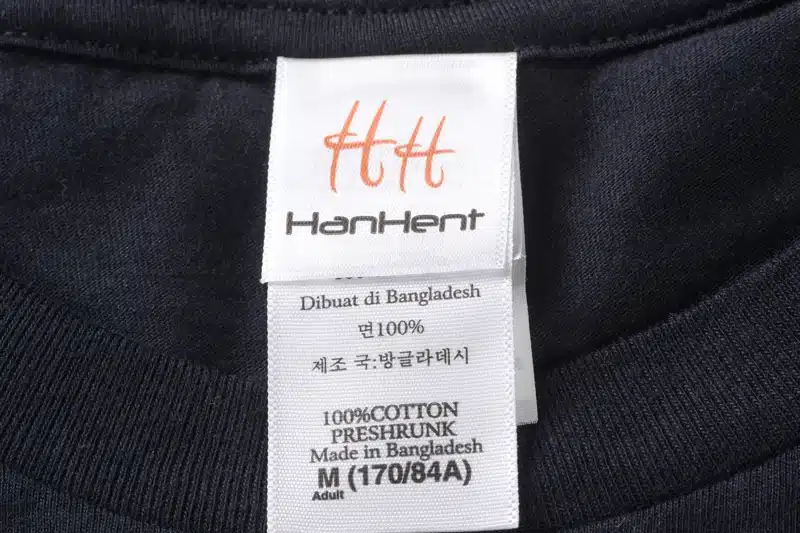 HH
HanHent
Dibuat di Bangladesh
면100%
제조 국:방글라데시
100%COTTON
PRESHRUNK
Made in Bangladesh
M (170/84A)
Adult